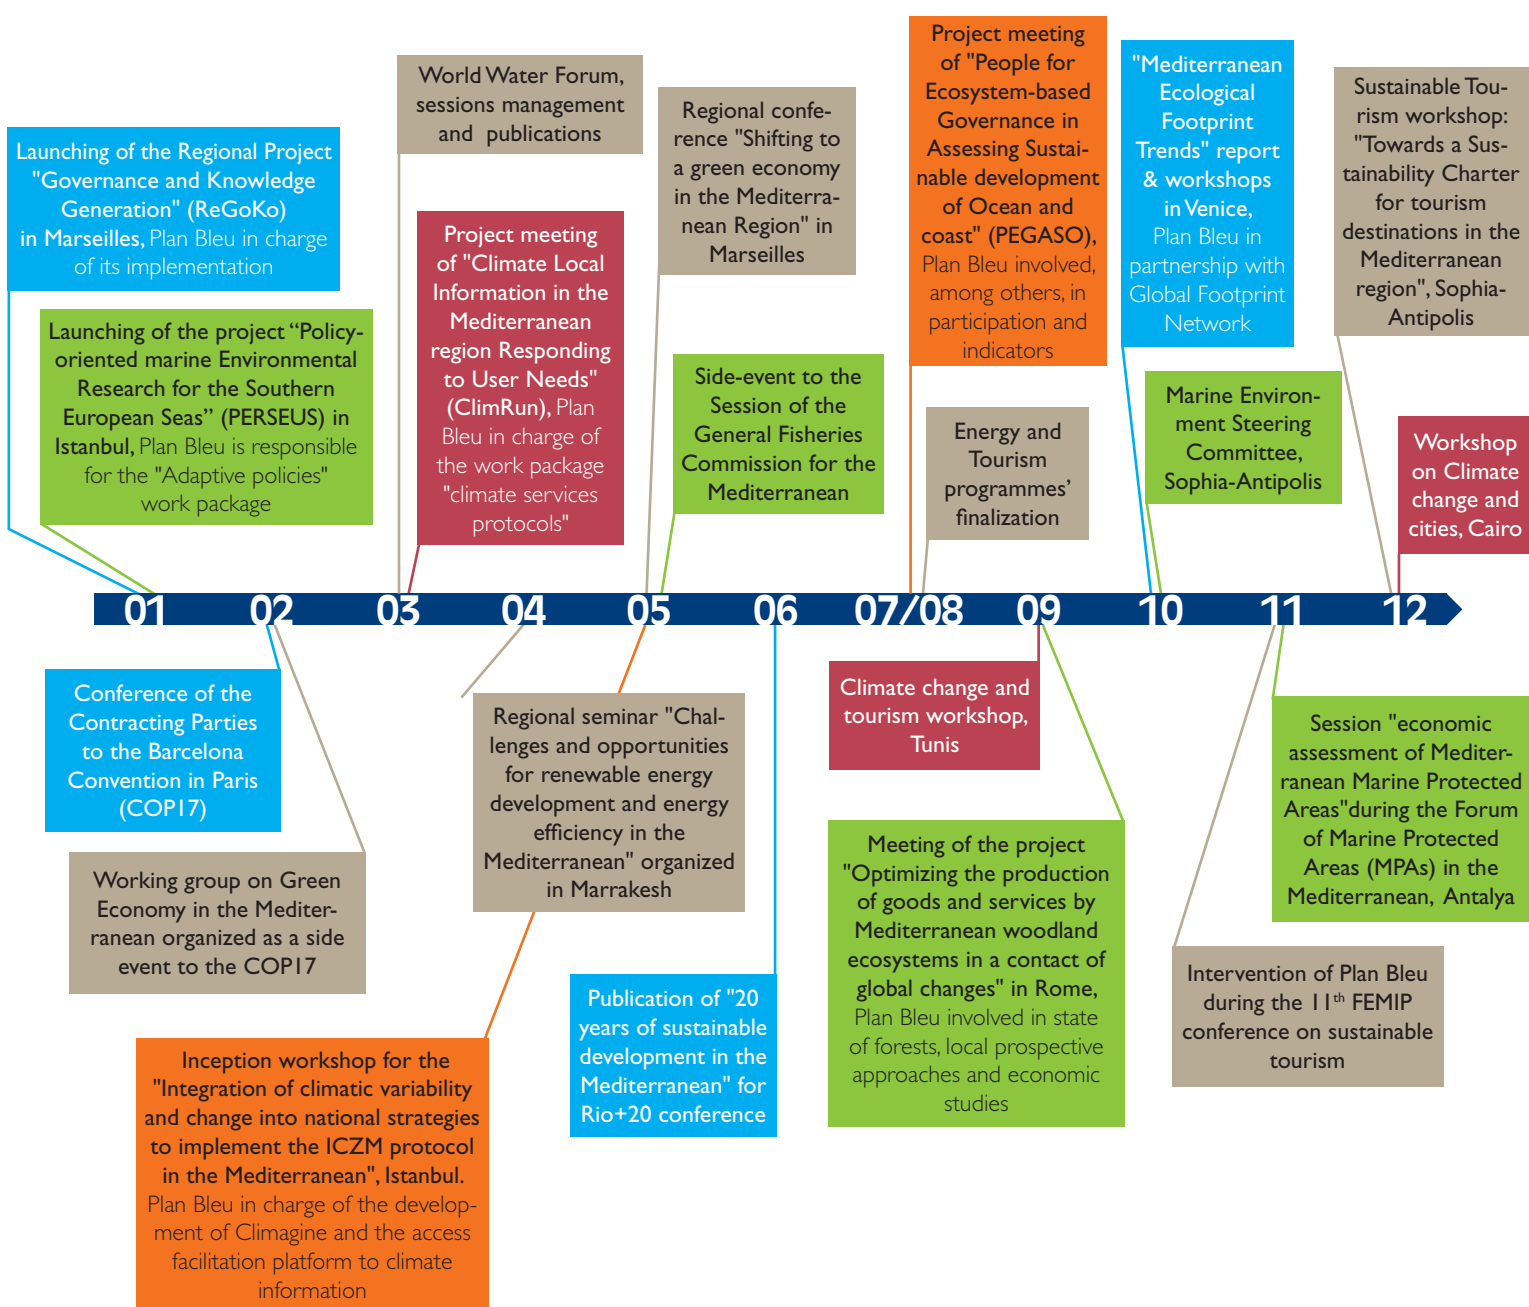 Launching of the Regional Project
"Governance and Knowledge
Generation" (ReGoKo)
in Marseilles, Plan Bleu in charge
of its implementation
Launching of the project “Policy-
oriented marine Environmental
Research for the Southern
European Seas” (PERSEUS) in
Istanbul, Plan Bleu is responsible
for the "Adaptive policies"
work package
World Water Forum,
sessions management
and publications
Project meeting
of "Climate Local
Information in the
Mediterranean
region Responding
to User Needs"
(ClimRun), Plan
Bleu in charge of
the work package
"climate services
protocols"
Regional confe-
rence "Shifting to
a green economy
in the Mediterra-
nean Region" in
Marseilles
Side-event to the
Session of the
General Fisheries
Commission for the
Mediterranean
Project meeting
of "People for
Ecosystem-based
Governance in
Assessing Sustai-
nable development
of Ocean and
coast" (PEGASO),
Plan Bleu involved,
among others, in
participation and
indicators
Energy and
Tourism
programmes’
finalization
"Mediterranean
Ecological
Footprint
Trends" report
& workshops
in Venice,
Plan Bleu in
partnership with
Global Footprint
Network
Marine Environ-
ment Steering
Committee,
Sophia-Antipolis
Sustainable Tou-
rism workshop:
"Towards a Sus-
tainability Charter
for tourism
destinations in the
Mediterranean
region", Sophia-
Antipolis
Workshop
on Climate
change and
cities, Cairo
01 02 03 04 05 06 07/08 09 10 11 12
Conference of the
Contracting Parties
to the Barcelona
Convention in Paris
(COP17)
Working group on Green
Economy in the Mediter-
ranean organized as a side
event to the COP17
Inception workshop for the
"Integration of climatic variability
and change into national strategies
to implement the ICZM protocol
in the Mediterranean", Istanbul.
Plan Bleu in charge of the develop-
ment of Climagine and the access
facilitation platform to climate
information
Regional seminar "Chal-
lenges and opportunities
for renewable energy
development and energy
efficiency in the
Mediterranean" organized
in Marrakesh
Publication of "20
years of sustainable
development in the
Mediterranean" for
Rio+20 conference
Climate change and
tourism workshop,
Tunis
Meeting of the project
"Optimizing the production
of goods and services by
Mediterranean woodland
ecosystems in a contact of
global changes" in Rome,
Plan Bleu involved in state
of forests, local prospective
approaches and economic
studies
Session "economic
assessment of Mediter-
ranean Marine Protected
Areas"during the Forum
of Marine Protected
Areas (MPAs) in the
Mediterranean, Antalya
Intervention of Plan Bleu
during the 11th FEMIP
conference on sustainable
tourism